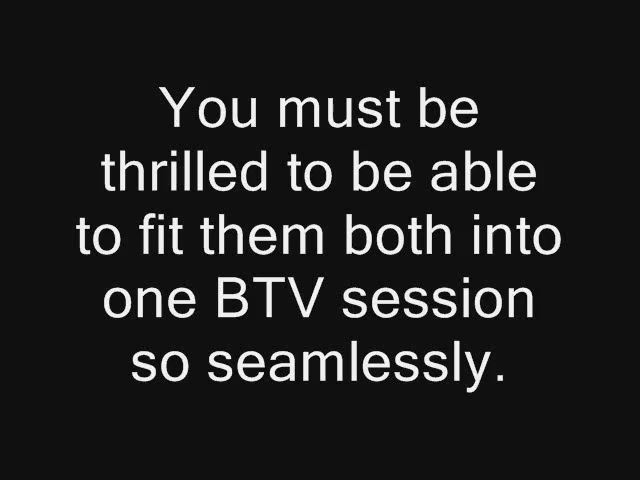 You must be
thrilled to be able
to fit them both into
one BTV session
so seamlessly.